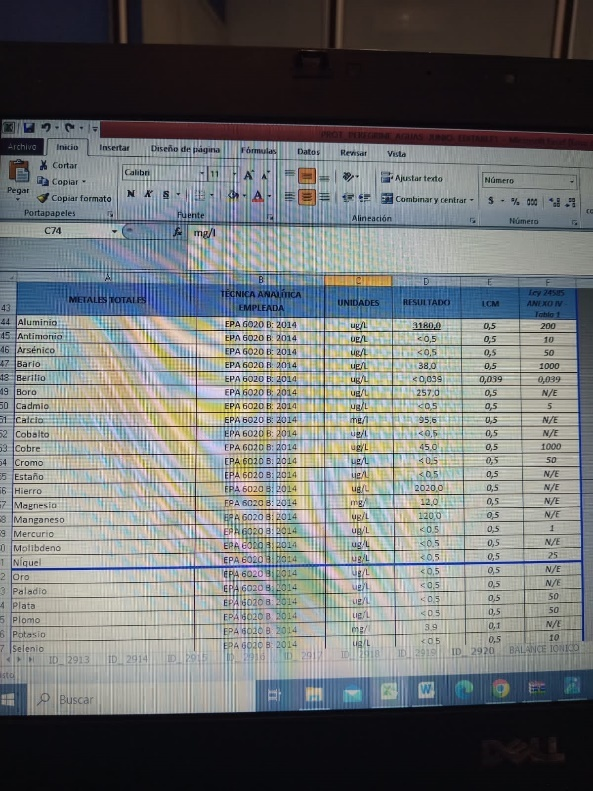 Archivo Inicio Insertar Diseño de página Fórmulas Datos Revisar Vista
Cortar
Copiar
Copiar formato
Pegar
Portapapeles
Calibri 11
N K S
Fuente
Ajustar texto
Combinar y centrar
Alineación
Número
$ % 000
Número
C74 fx mg/l
A B C D E F
43 METALES TOTALES TÉCNICA ANALÍTICA EMPLEADA UNIDADES RESULTADO LCM Ley 24585 ANEXO IV Tabla 1
44 Aluminio EPA 6020 B: 2014 ug/L 3180,0 0,5 200
45 Antimonio EPA 6020 B: 2014 ug/L <0,5 0,5 10
46 Arsénico EPA 6020 B: 2014 ug/L <0,5 0,5 50
47 Bario EPA 6020 B: 2014 ug/L 38,0 0,5 1000
48 Berilio EPA 6020 B: 2014 ug/L <0,039 0,039 0,039
49 Boro EPA 6020 B: 2014 ug/L 257,0 0,5 N/E
50 Cadmio EPA 6020 B: 2014 ug/L <0,5 0,5 5
51 Calcio EPA 6020 B: 2014 mg/l 95,6 0,5 N/E
52 Cobalto EPA 6020 B: 2014 ug/L <0,5 0,5 N/E
53 Cobre EPA 6020 B: 2014 ug/L 45,0 0,5 1000
54 Cromo EPA 6020 B: 2014 ug/L <0,5 0,5 50
55 Estaño EPA 6020 B: 2014 ug/L <0,5 0,5 N/E
56 Hierro EPA 6020 B: 2014 ug/L 2020,0 0,5 N/E
57 Magnesio EPA 6020 B: 2014 mg/l 12,0 0,5 N/E
58 Manganeso EPA 6020 B: 2014 ug/L 120,0 0,5 N/E
59 Mercurio EPA 6020 B: 2014 ug/L <0,5 0,5 1
0 Molibdeno EPA 6020 B: 2014 ug/L <0,5 0,5 N/E
1 Níquel EPA 6020 B: 2014 ug/L <0,5 0,5 25
2 Oro EPA 6020 B: 2014 ug/L <0,5 0,5 N/E
3 Paladio EPA 6020 B: 2014 ug/L <0,5 0,5 N/E
4 Plata EPA 6020 B: 2014 ug/L <0,5 0,5 50
5 Plomo EPA 6020 B: 2014 ug/L <0,5 0,5 50
6 Potasio EPA 6020 B: 2014 mg/l 3,9 0,1 N/E
7 Selenio EPA 6020 B: 2014 ug/L <0,5 0,5 10
ID_2913 ID_2914 ID_2915 ID_2916 ID_2917 ID_2918 ID_2919 ID_2920 BALANCE IONICO
Buscar
DELL